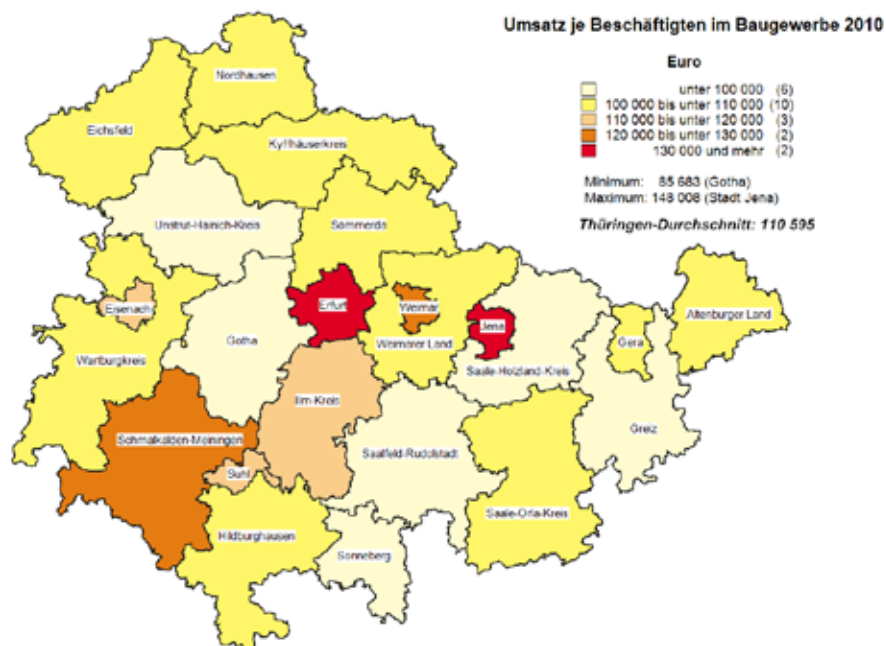 Umsatz je Beschäftigten im Baugewerbe 2010
Euro
unter 100 000 (6)
100 000 bis unter 110 000 (10)
110 000 bis unter 120 000 (3)
120 000 bis unter 130 000 (2)
130 000 und mehr (2)
Minimum: 85 683 (Gotha)
Maximum: 148 008 (Stadt Jena)
Thüringen-Durchschnitt: 110 595
Nordhausen
Eichsfeld
Kyffhäuserkreis
Unstrut-Hainich-Kreis
Sömmerda
Eisenach
Erfurt
Weimar
Altenburger Land
Jena
Gotha
Weimarer Land
Gera
Wartburgkreis
Saale-Holzland-Kreis
Ilm-Kreis
Greiz
Schmalkalden-Meiningen
Saalfeld-Rudolstadt
Suhl
Saale-Orla-Kreis
Hildburghausen
Sonneberg